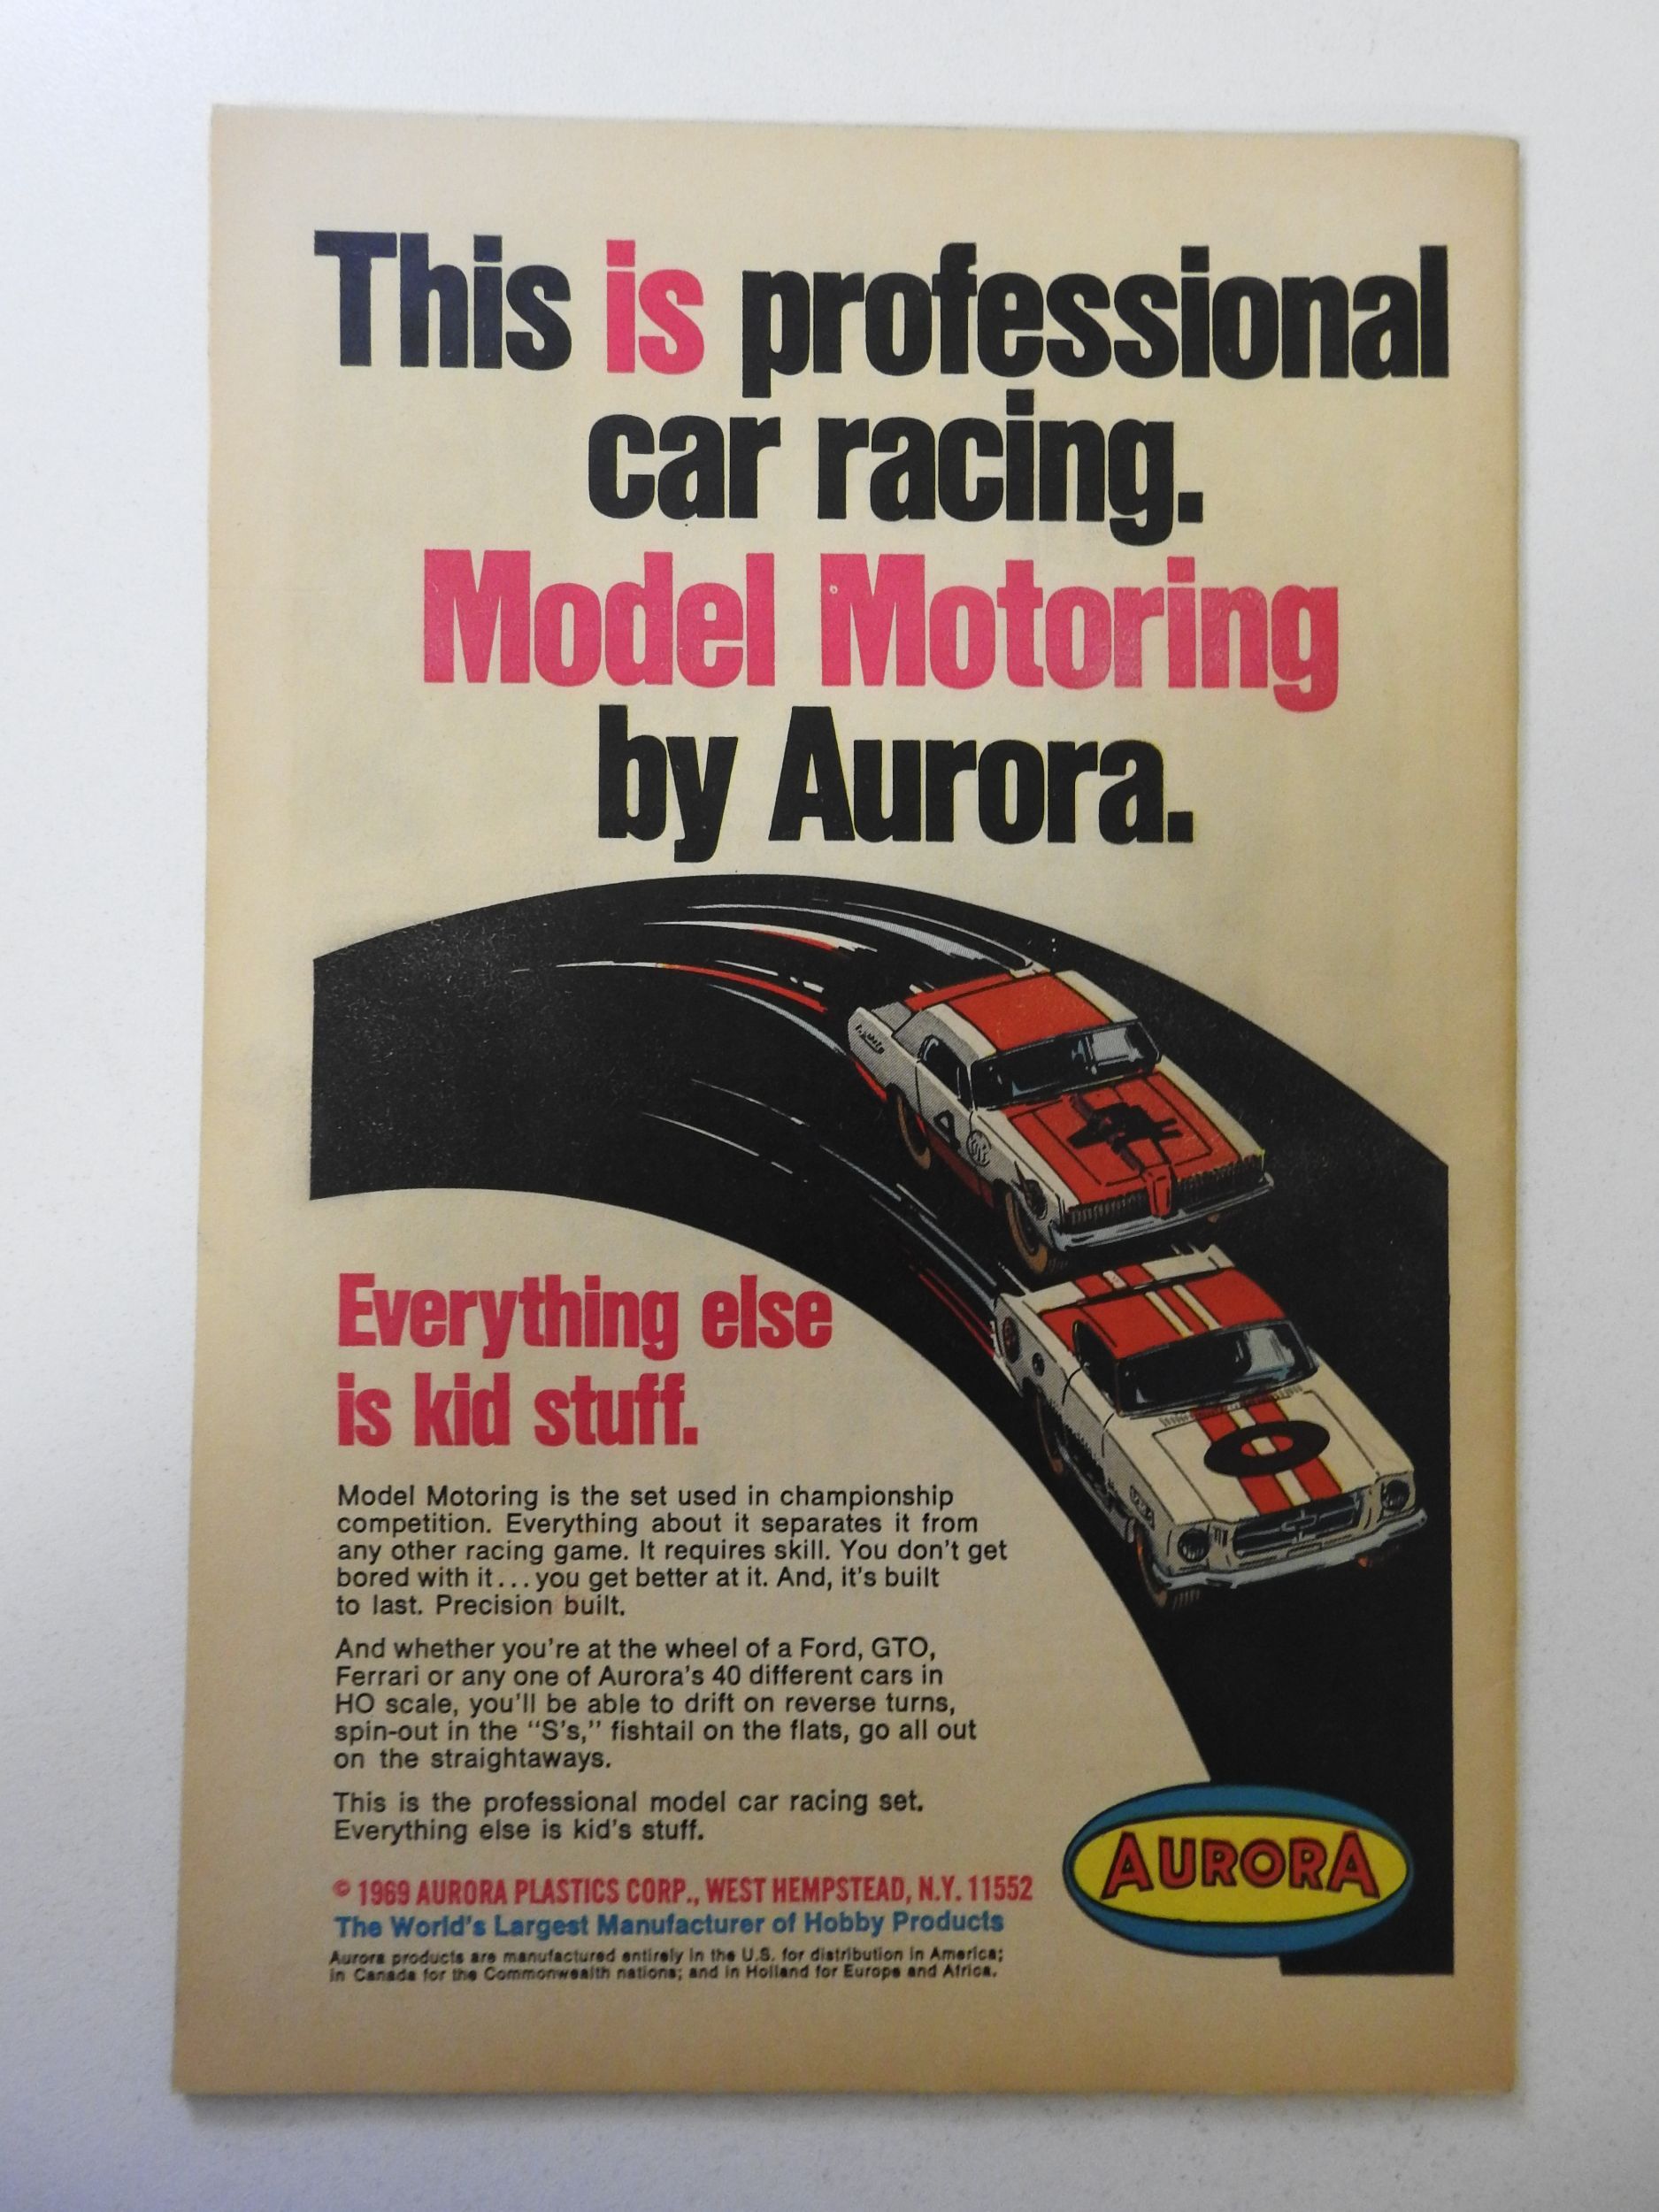 This is professional
car racing.
Model Motoring
by Aurora.
4
0
Everything else
is kid stuff.
Model Motoring is the set used in championship
competition. Everything about it separates it from
any other racing game. It requires skill. You don't get
bored with it...you get better at it. And, it's built
to last. Precision built.
And whether you're at the wheel of a Ford, GTO,
Ferrari or any one of Aurora's 40 different cars in
HO scale, you'll be able to drift on reverse turns,
spin-out in the "S's," fishtail on the flats, go all out
on the straightaways.
This is the professional model car racing set.
Everything else is kid's stuff.
© 1969 AURORA PLASTICS CORP., WEST HEMPSTEAD, N.Y. 11552
The World's Largest Manufacturer of Hobby Products
Aurora products are manufactured entirely in the U.S. for distribution in America;
in Canada for the Commonwealth nations; and in Holland for Europe and Africa.
AURORA